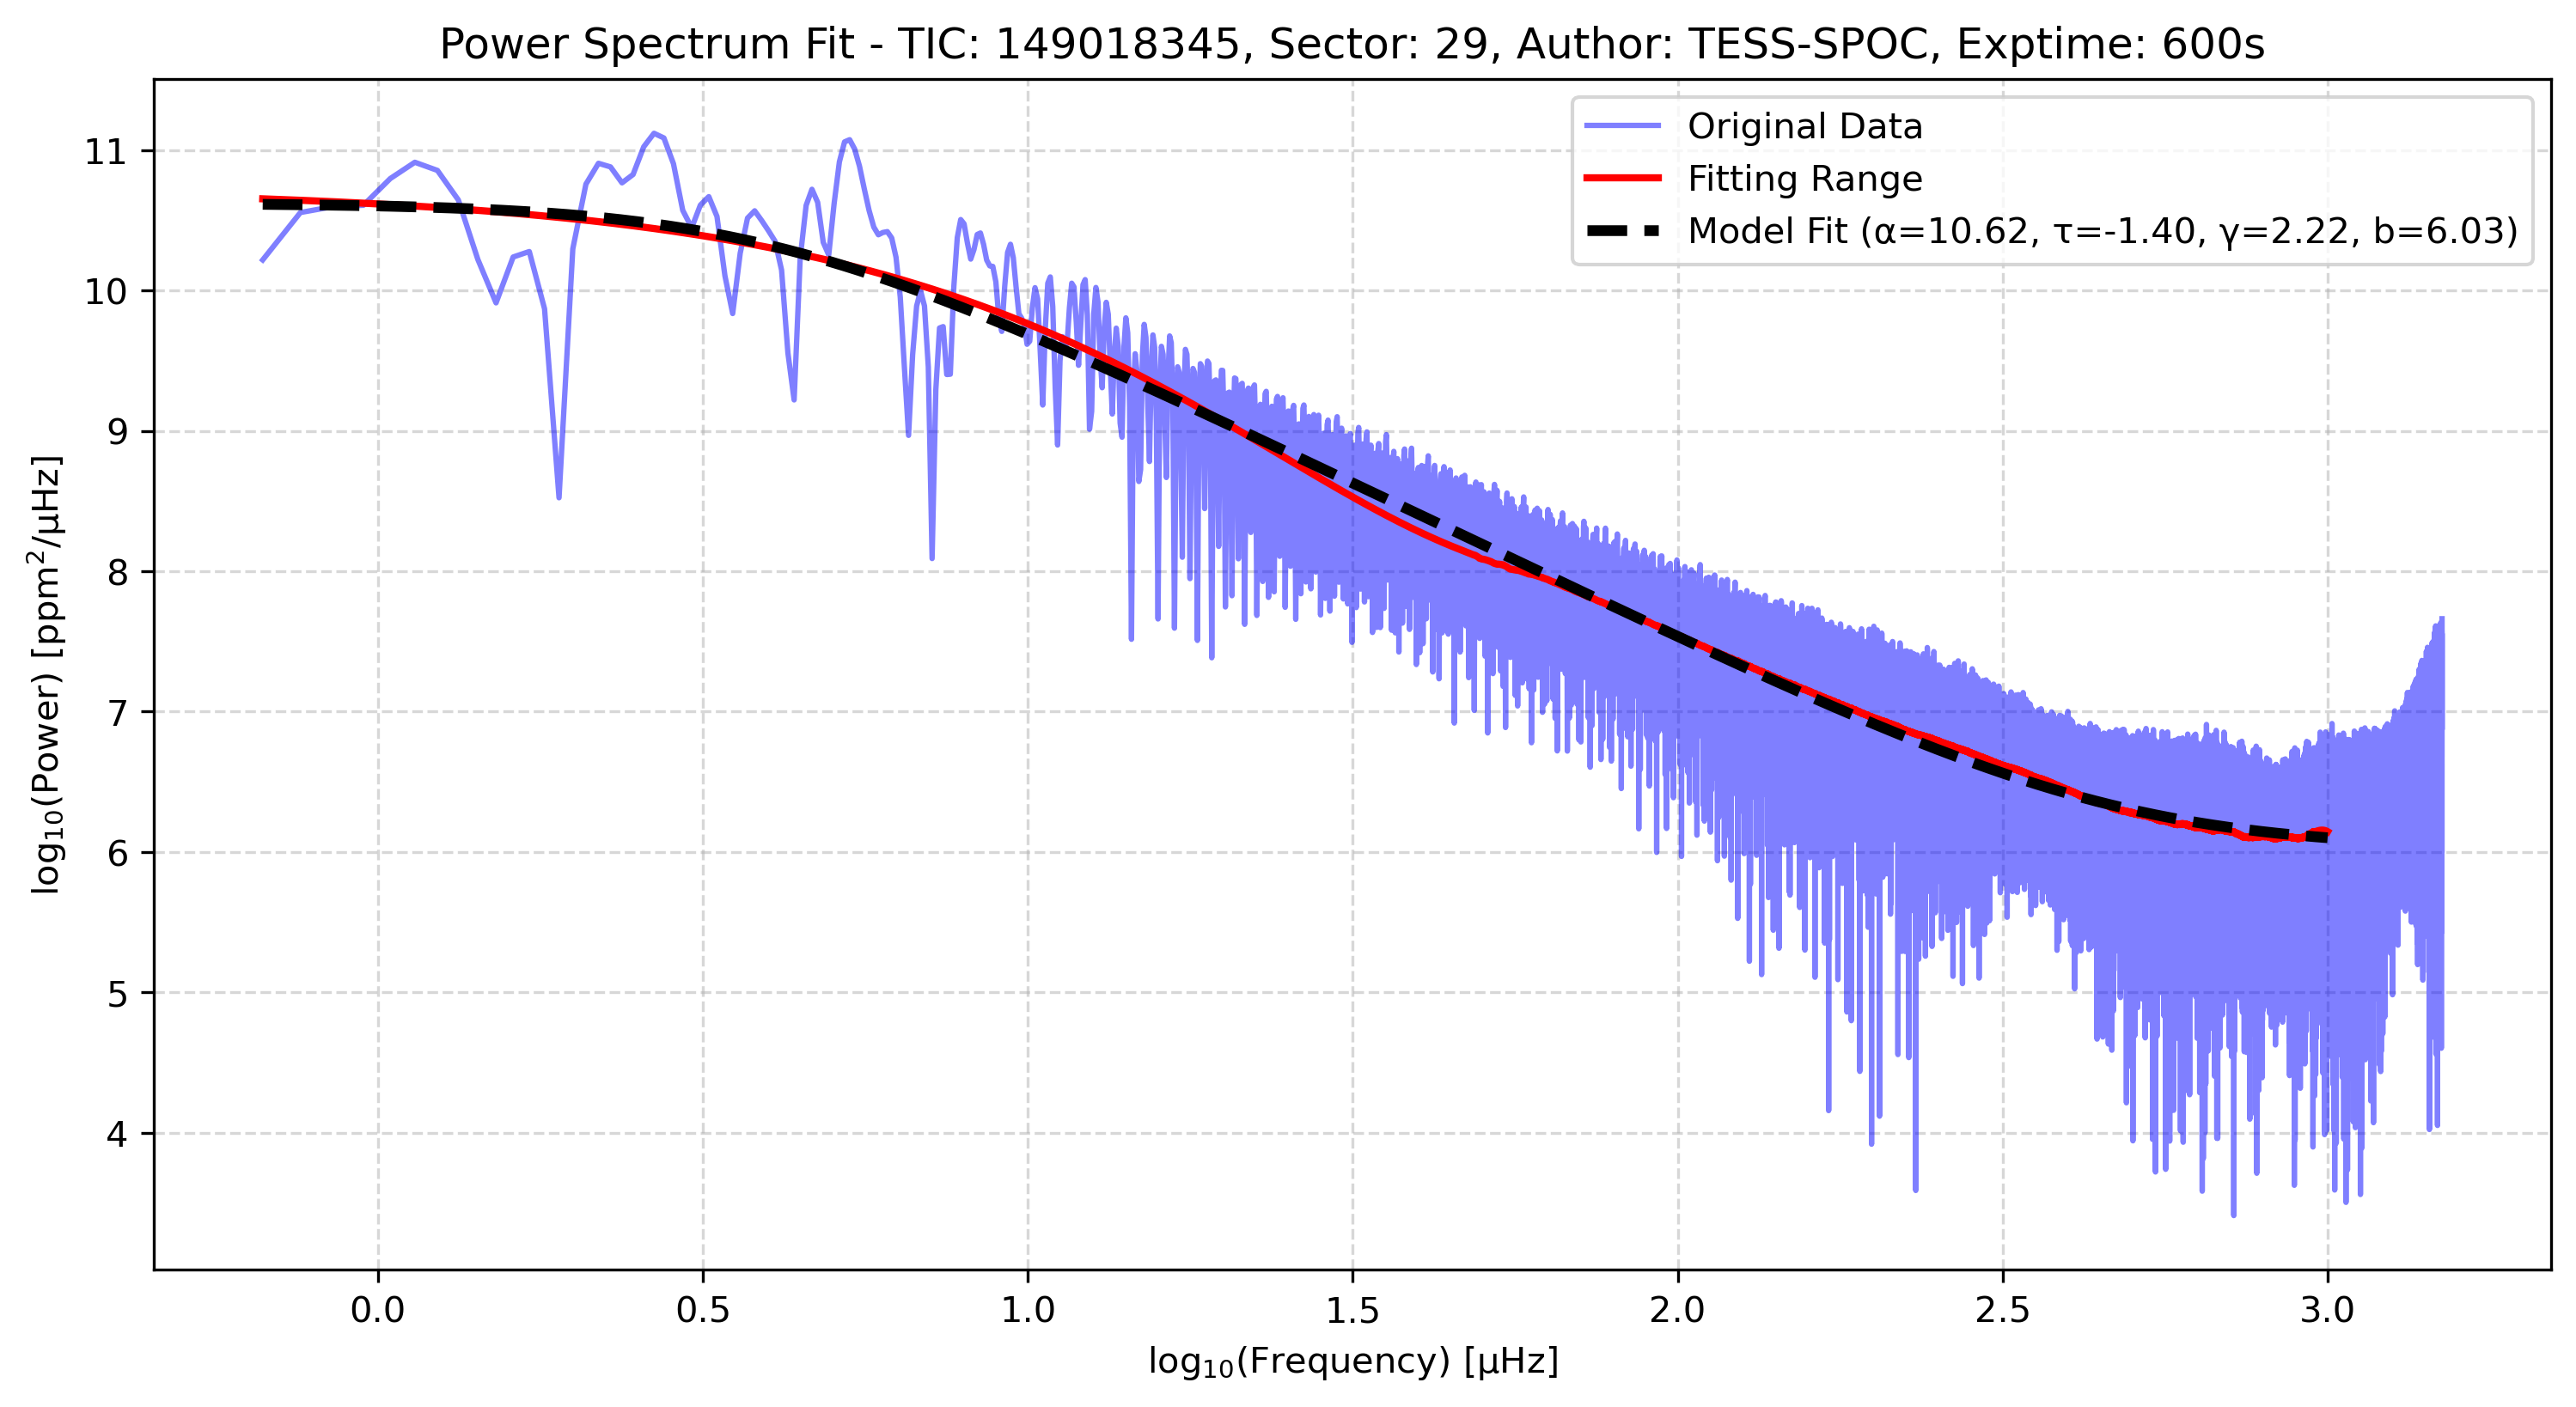 Power Spectrum Fit - TIC: 149018345, Sector: 29, Author: TESS-SPOC, Exptime: 600s
Original Data
Fitting Range
Model Fit (α=10.62, τ=-1.40, γ=2.22, b=6.03)
log₁₀(Power) [ppm²/μHz]
11
10
9
8
7
6
5
4
0.0 0.5 1.0 1.5 2.0 2.5 3.0
log₁₀(Frequency) [μHz]